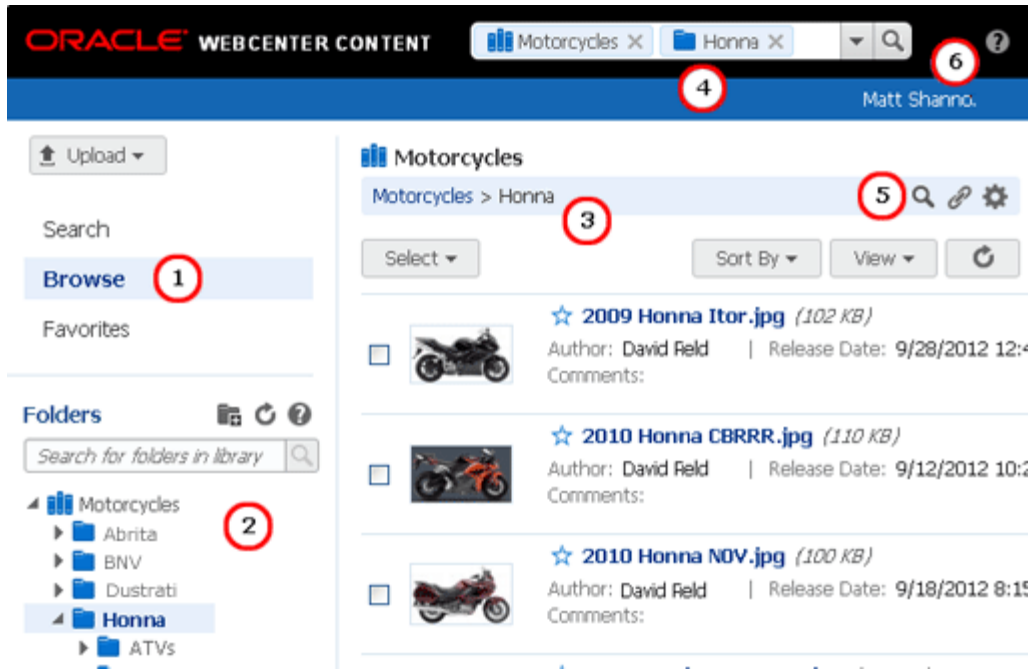 ORACLE WEBCENTER CONTENT
Motorcycles
Honna
4
6
Matt Shanno.
Upload
Search
Browse
1
Favorites
Folders
Search for folders in library
Motorcycles
2
Abrita
BNV
Dustrati
Honna
ATVs
Motorcycles
Motorcycles > Honna
3
5
Select
Sort By
View
2009 Honna Itor.jpg (102 KB)
Author: David Reld | Release Date: 9/28/2012 12:4
Comments:
2010 Honna CBRRR.jpg (110 KB)
Author: David Reld | Release Date: 9/12/2012 10:2
Comments:
2010 Honna NOV.jpg (100 KB)
Author: David Reld | Release Date: 9/18/2012 8:15
Comments: